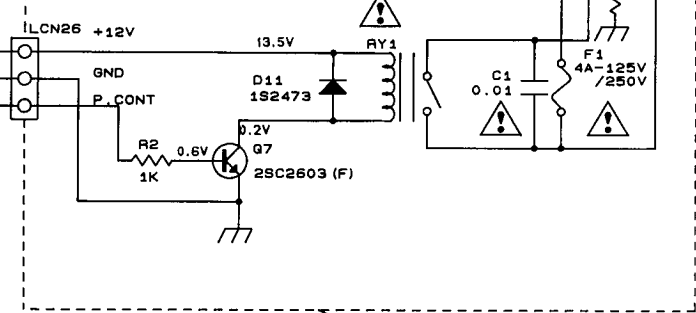 LCN26 +12V
13.5V
RY1
GND
D11
1S2473
C1
0.01
F1
4A-125V
/250V
P.CONT
0.2V
R2
0.6V
Q7
1K
2SC2603 (F)
!
!
!